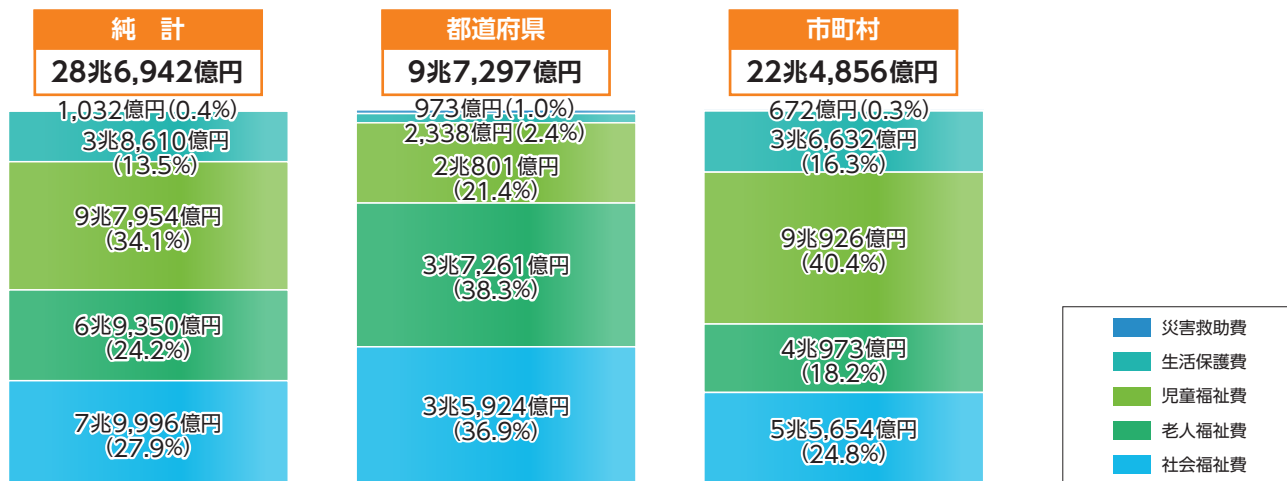 純 計
28兆6,942億円
1,032億円(0.4%)
3兆8,610億円
(13.5%)
9兆7,954億円
(34.1%)
6兆9,350億円
(24.2%)
7兆9,996億円
(27.9%)
都道府県
9兆7,297億円
973億円(1.0%)
2,338億円(2.4%)
2兆801億円
(21.4%)
3兆7,261億円
(38.3%)
3兆5,924億円
(36.9%)
市町村
22兆4,856億円
672億円(0.3%)
3兆6,632億円
(16.3%)
9兆926億円
(40.4%)
4兆973億円
(18.2%)
5兆5,654億円
(24.8%)
災害救助費
生活保護費
児童福祉費
老人福祉費
社会福祉費